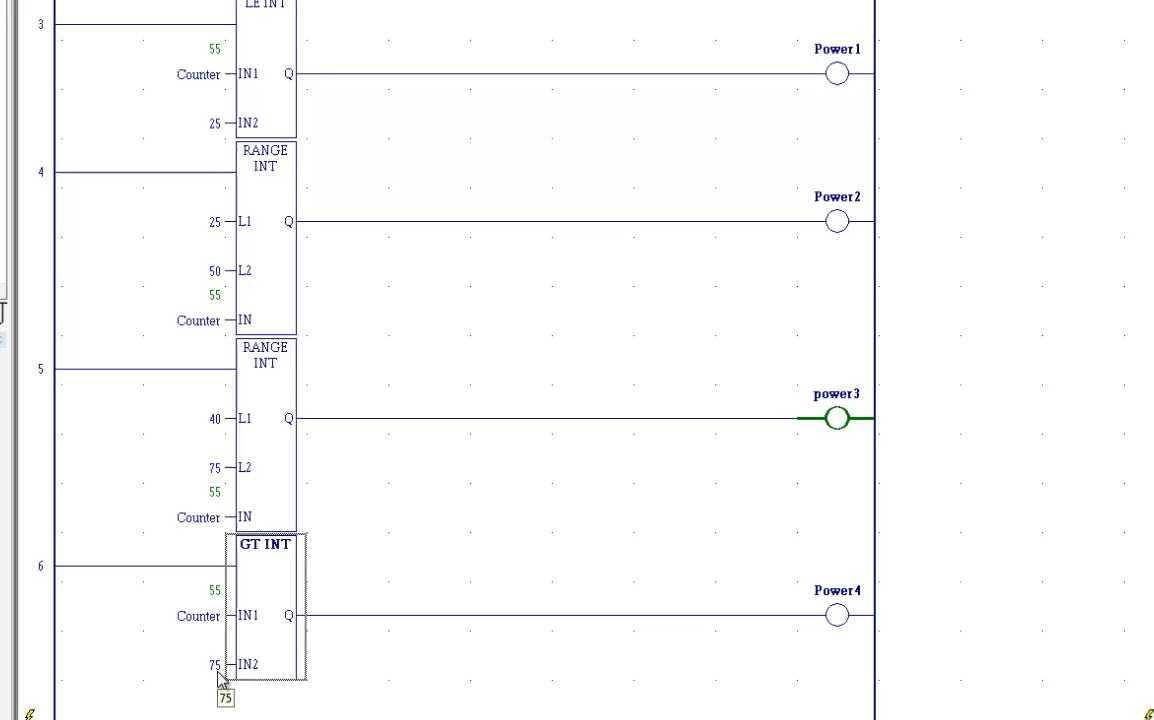 LE INT
3
55
Power1
Counter IN1 Q
25 IN2
RANGE
INT
4
Power2
25 L1 Q
50 L2
55
Counter IN
RANGE
INT
5
power3
40 L1 Q
75 L2
55
Counter IN
GT INT
6
55
Power4
Counter IN1 Q
75 IN2
75